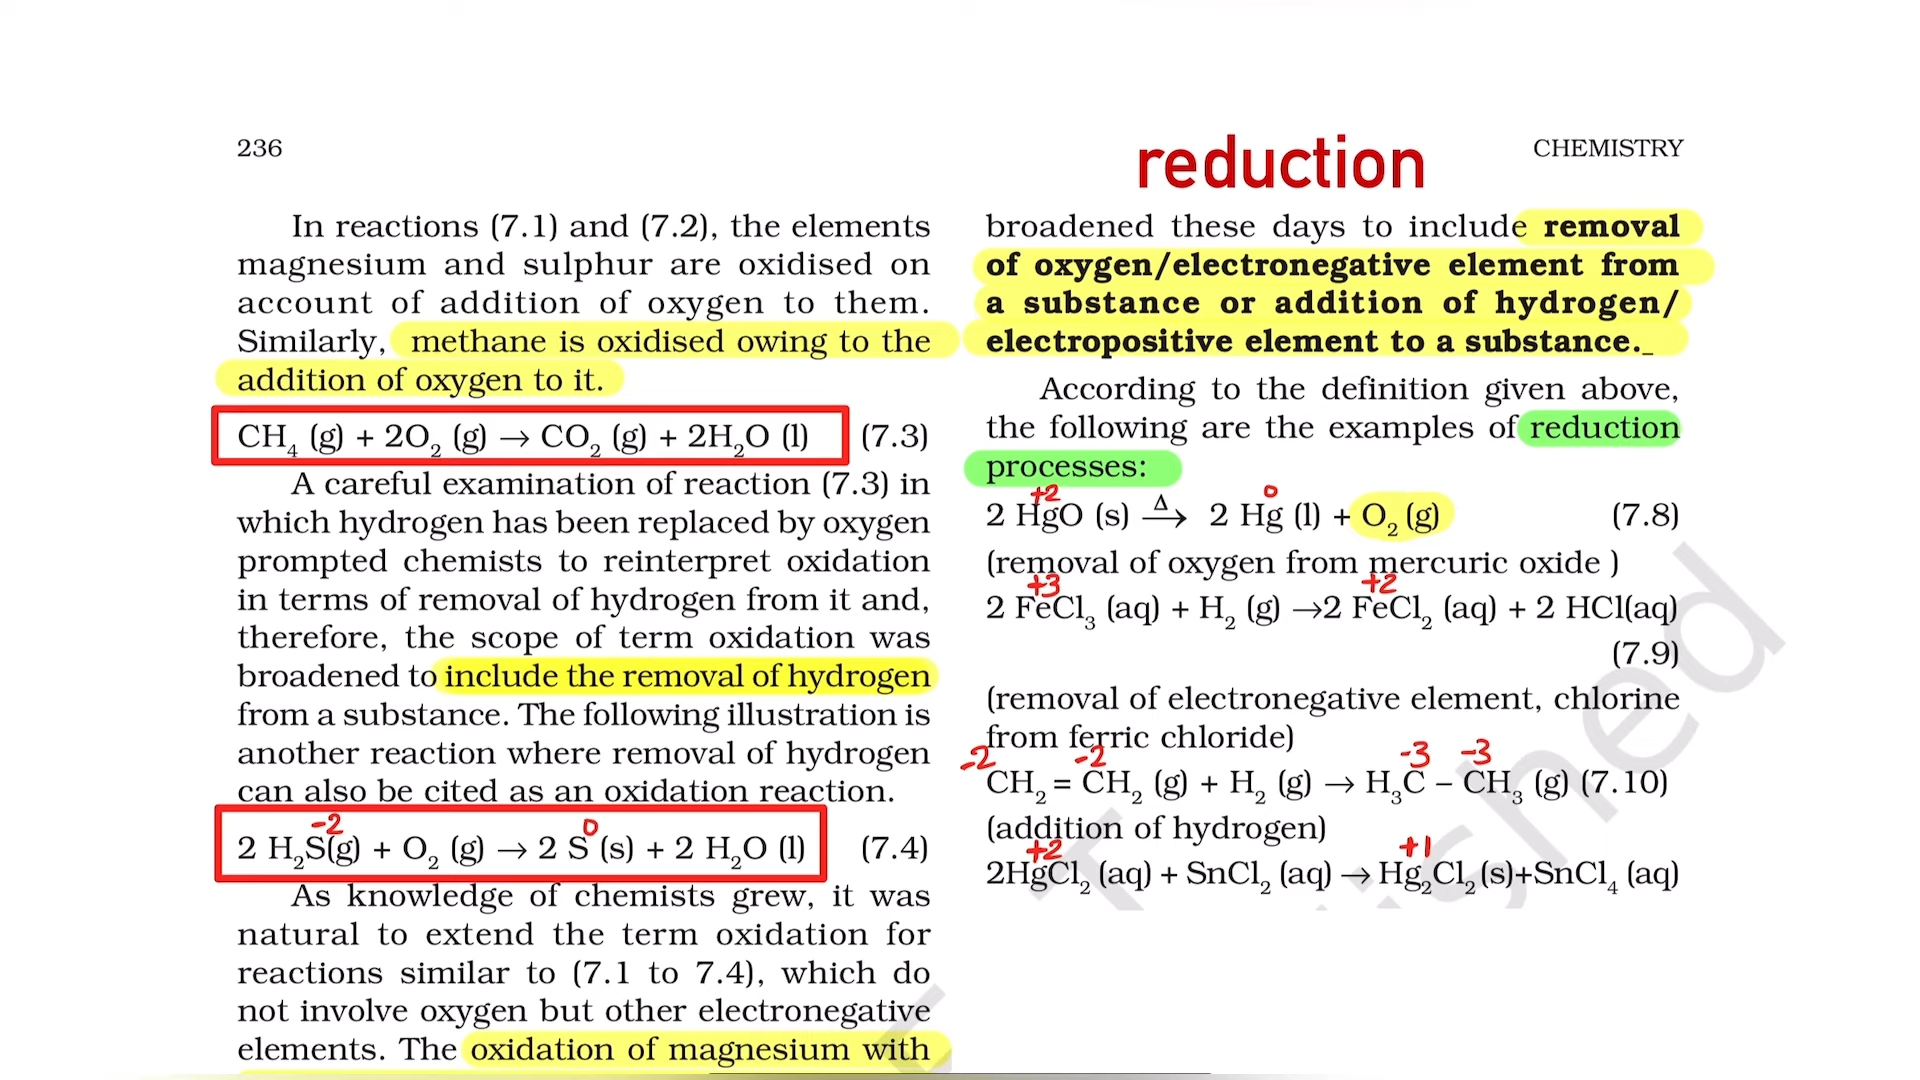 236
reduction
CHEMISTRY
In reactions (7.1) and (7.2), the elements
magnesium and sulphur are oxidised on
account of addition of oxygen to them.
Similarly, methane is oxidised owing to the
addition of oxygen to it.
CH₄ (g) + 2O₂ (g) → CO₂ (g) + 2H₂O (l) (7.3)
A careful examination of reaction (7.3) in
which hydrogen has been replaced by oxygen
prompted chemists to reinterpret oxidation
in terms of removal of hydrogen from it and,
therefore, the scope of term oxidation was
broadened to include the removal of hydrogen
from a substance. The following illustration is
another reaction where removal of hydrogen
can also be cited as an oxidation reaction.
-2 0
2 H₂S(g) + O₂ (g) → 2 S (s) + 2 H₂O (l) (7.4)
As knowledge of chemists grew, it was
natural to extend the term oxidation for
reactions similar to (7.1 to 7.4), which do
not involve oxygen but other electronegative
elements. The oxidation of magnesium with
broadened these days to include removal
of oxygen/electronegative element from
a substance or addition of hydrogen/
electropositive element to a substance.
According to the definition given above,
the following are the examples of reduction
processes:
+2 0
2 HgO (s) Δ→ 2 Hg (l) + O₂ (g) (7.8)
(removal of oxygen from mercuric oxide )
+3 +2
2 FeCl₃ (aq) + H₂ (g) →2 FeCl₂ (aq) + 2 HCl(aq)
(7.9)
(removal of electronegative element, chlorine
from ferric chloride)
-2 -2 -3 -3
CH₂ = CH₂ (g) + H₂ (g) → H₃C – CH₃ (g) (7.10)
(addition of hydrogen)
+2 +1
2HgCl₂ (aq) + SnCl₂ (aq) → Hg₂Cl₂ (s)+SnCl₄ (aq)